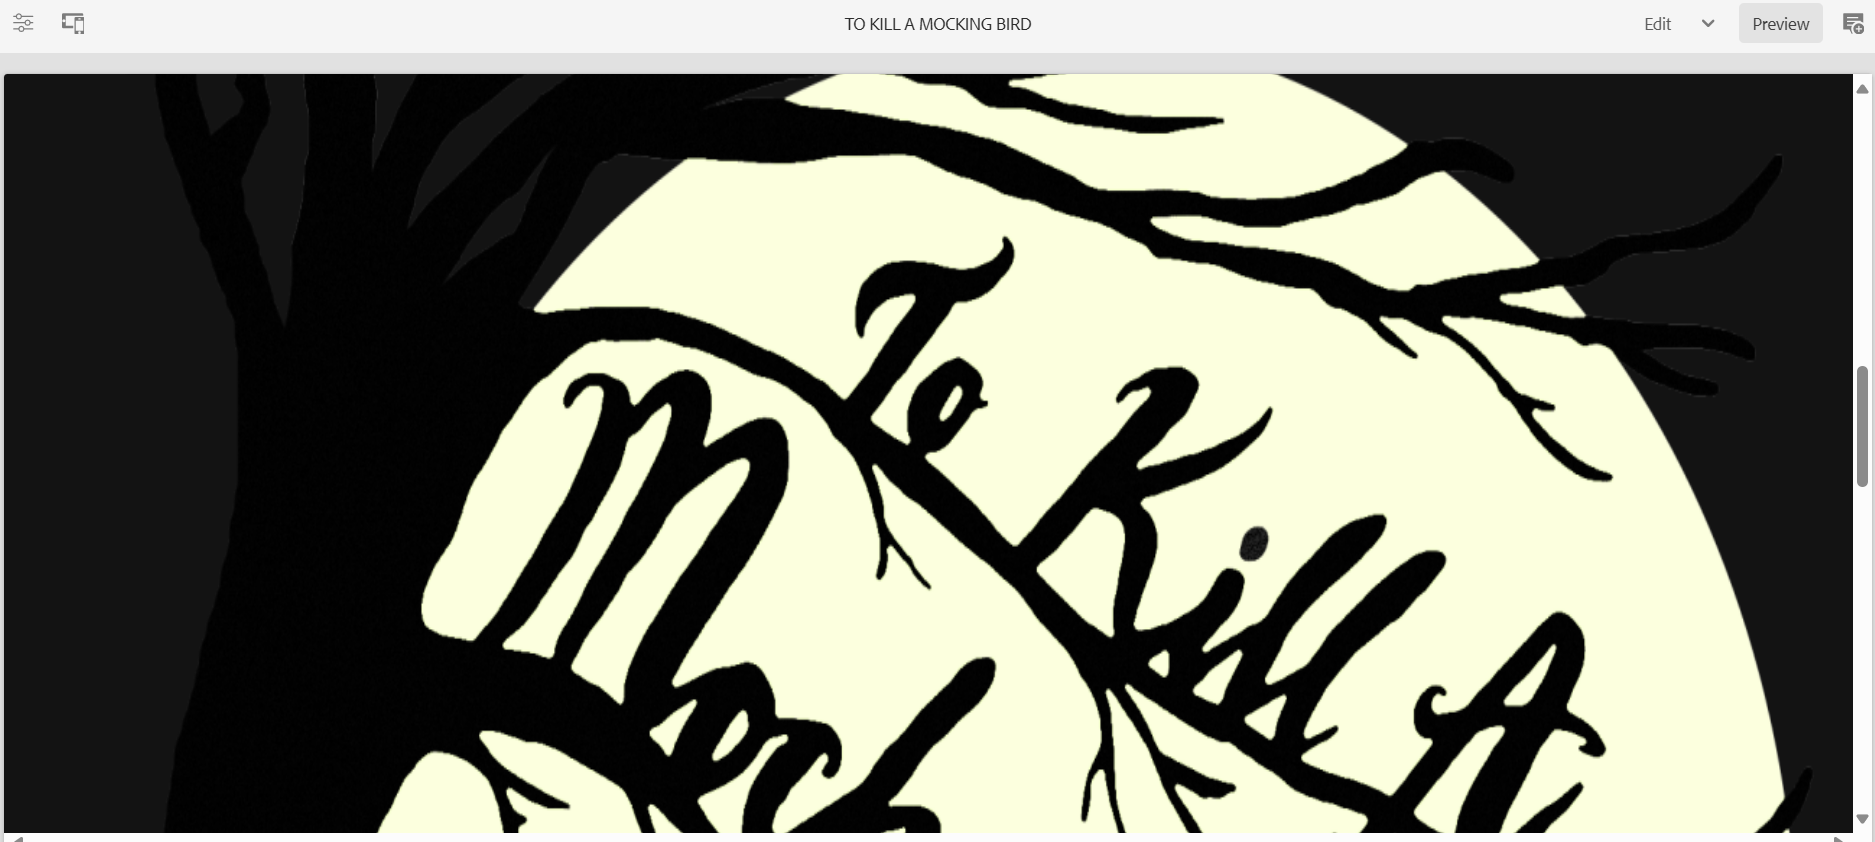 TO KILL A MOCKING BIRD
Edit
Preview
To
Kill A
Mock